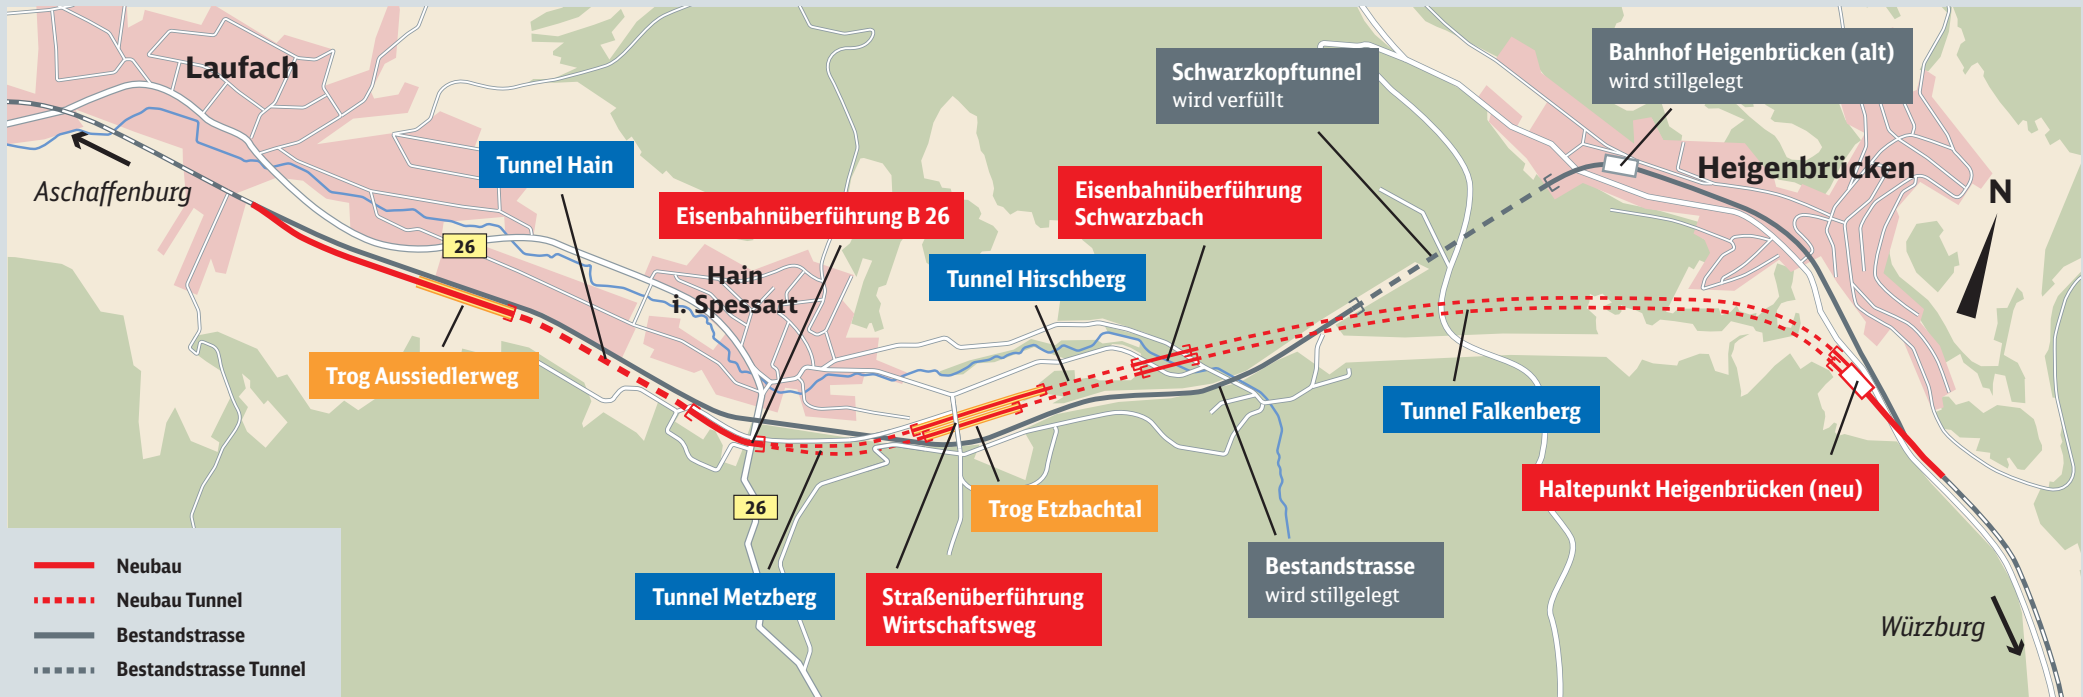 Laufach
Aschaffenburg
Tunnel Hain
26
Eisenbahnüberführung B 26
Hain
i. Spessart
Trog Aussiedlerweg
Tunnel Hirschberg
Eisenbahnüberführung
Schwarzbach
Schwarzkopftunnel
wird verfüllt
Bahnhof Heigenbrücken (alt)
wird stillgelegt
Heigenbrücken
N
Tunnel Falkenberg
Haltepunkt Heigenbrücken (neu)
Trog Etzbachtal
26
Tunnel Metzberg
Straßenüberführung
Wirtschaftsweg
Bestandstrasse
wird stillgelegt
Würzburg
Neubau
Neubau Tunnel
Bestandstrasse
Bestandstrasse Tunnel